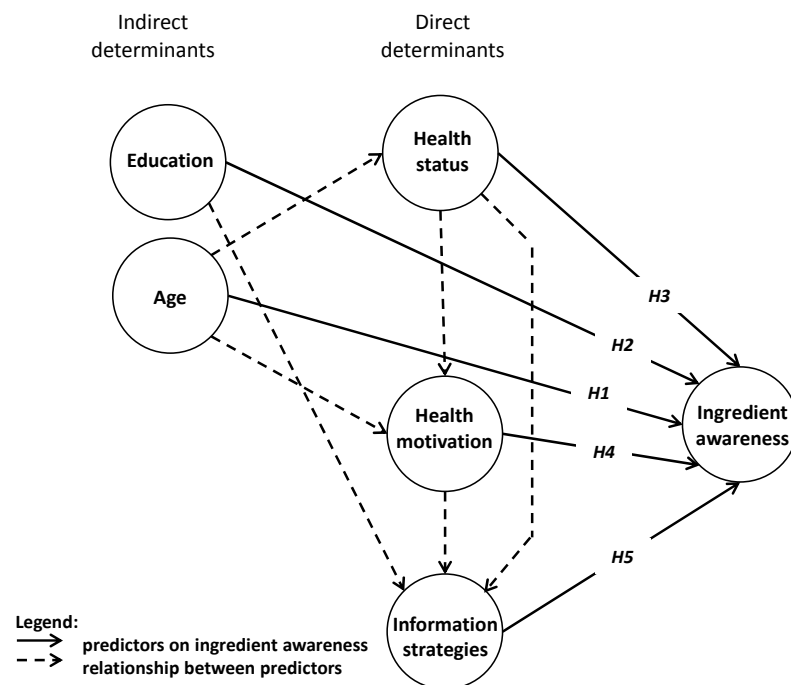 Indirect
determinants
Direct
determinants
Education
Health
status
Age
H3
H2
H1
Ingredient
awareness
Health
motivation
H4
H5
Information
strategies
Legend:
predictors on ingredient awareness
relationship between predictors